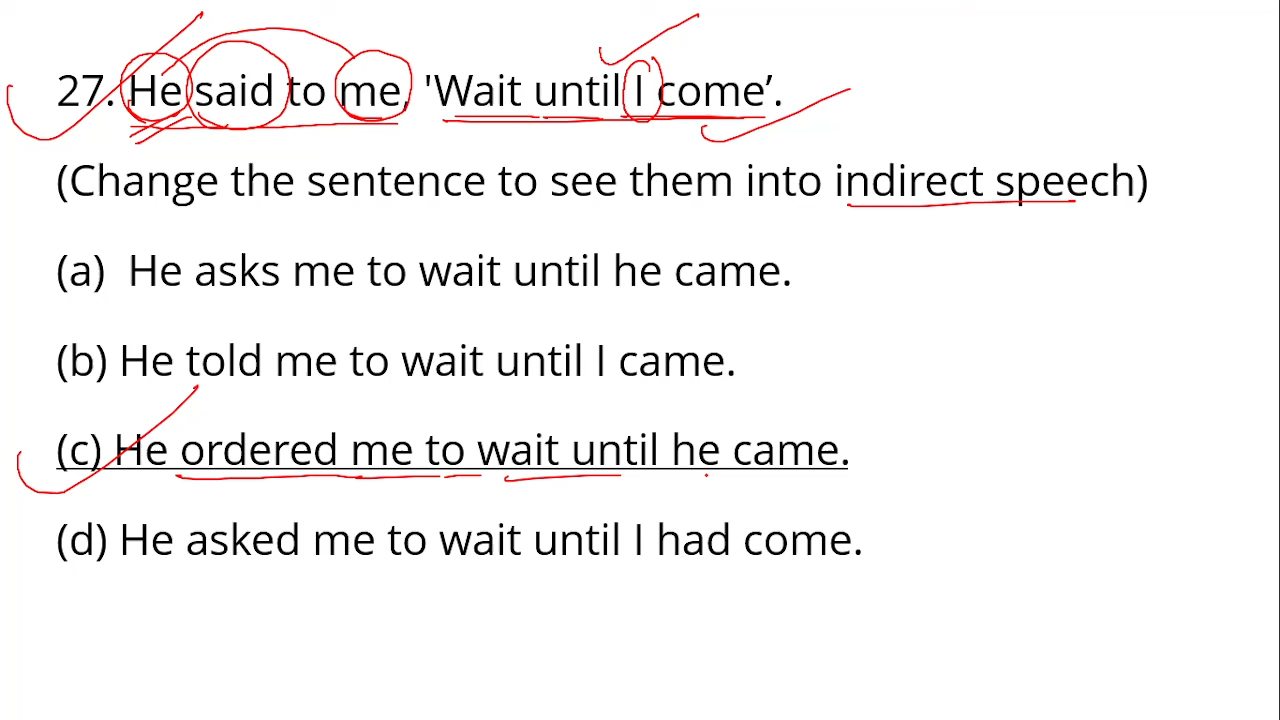 27. He said to me, 'Wait until I come’.
(Change the sentence to see them into indirect speech)
(a) He asks me to wait until he came.
(b) He told me to wait until I came.
(c) He ordered me to wait until he came.
(d) He asked me to wait until I had come.